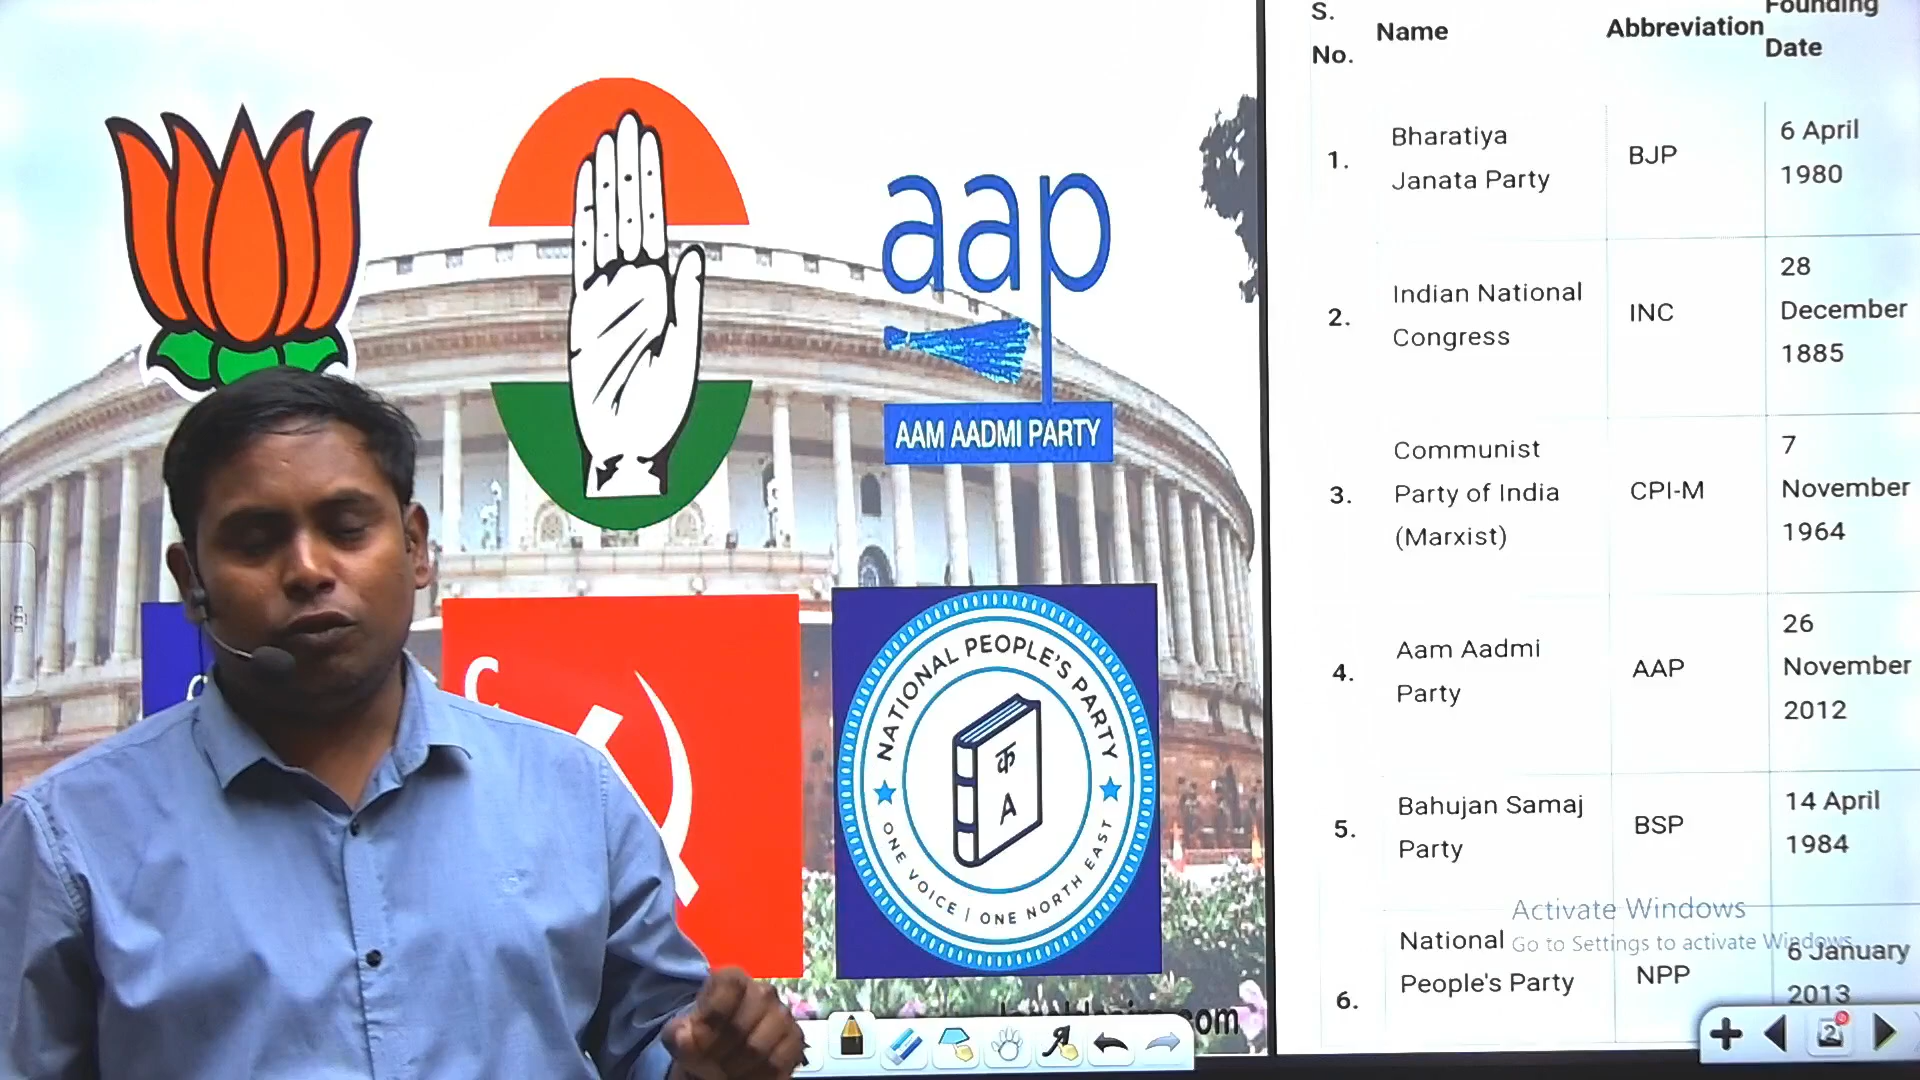 aap
AAM AADMI PARTY
C
NATIONAL PEOPLE'S PARTY
क
A
ONE VOICE | ONE NORTH EAST
S.
No.
Name
Abbreviation
Founding
Date
1.
Bharatiya
Janata Party
BJP
6 April
1980
2.
Indian National
Congress
INC
28
December
1885
3.
Communist
Party of India
(Marxist)
CPI-M
7
November
1964
4.
Aam Aadmi
Party
AAP
26
November
2012
5.
Bahujan Samaj
Party
BSP
14 April
1984
6.
National
People's Party
NPP
6 January
2013
Activate Windows
Go to Settings to activate Windows.
2